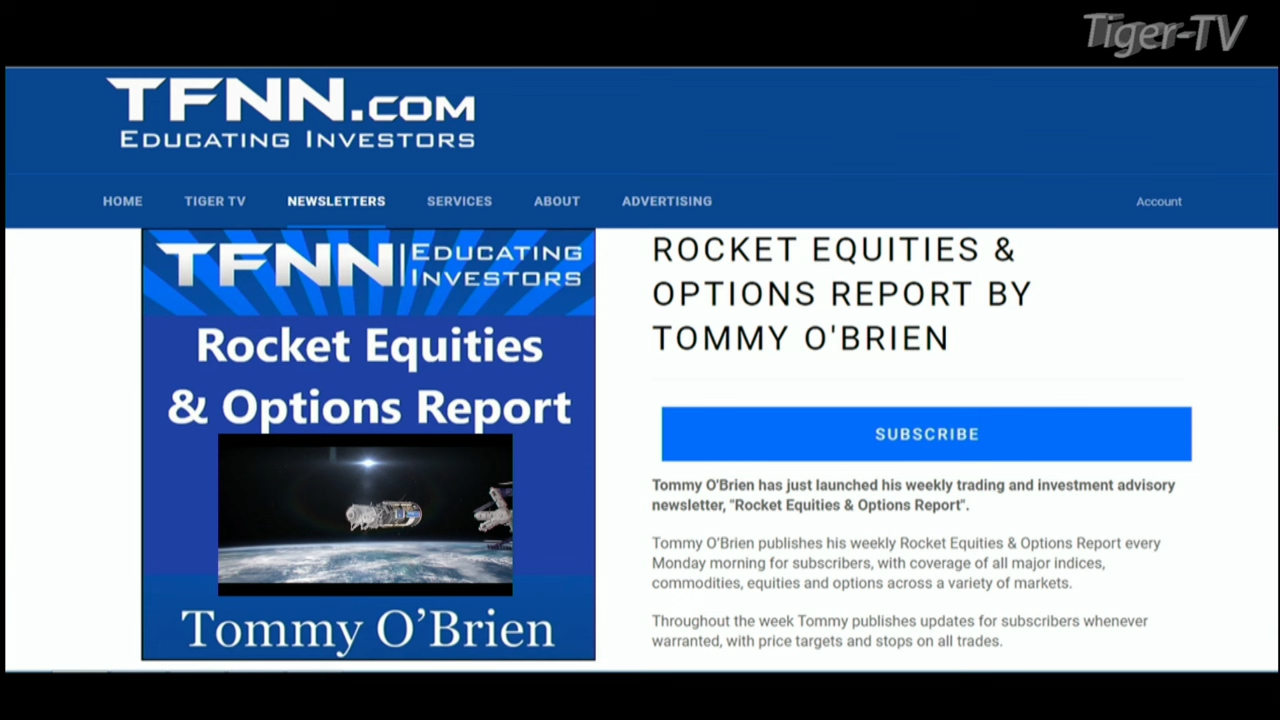 Tiger-TV
TFNN.COM
EDUCATING INVESTORS
HOME TIGER TV NEWSLETTERS SERVICES ABOUT ADVERTISING Account
TFNN | EDUCATING
INVESTORS
Rocket Equities
& Options Report
Tommy O’Brien
ROCKET EQUITIES &
OPTIONS REPORT BY
TOMMY O'BRIEN
SUBSCRIBE
Tommy O'Brien has just launched his weekly trading and investment advisory
newsletter, "Rocket Equities & Options Report".
Tommy O’Brien publishes his weekly Rocket Equities & Options Report every
Monday morning for subscribers, with coverage of all major indices,
commodities, equities and options across a variety of markets.
Throughout the week Tommy publishes updates for subscribers whenever
warranted, with price targets and stops on all trades.